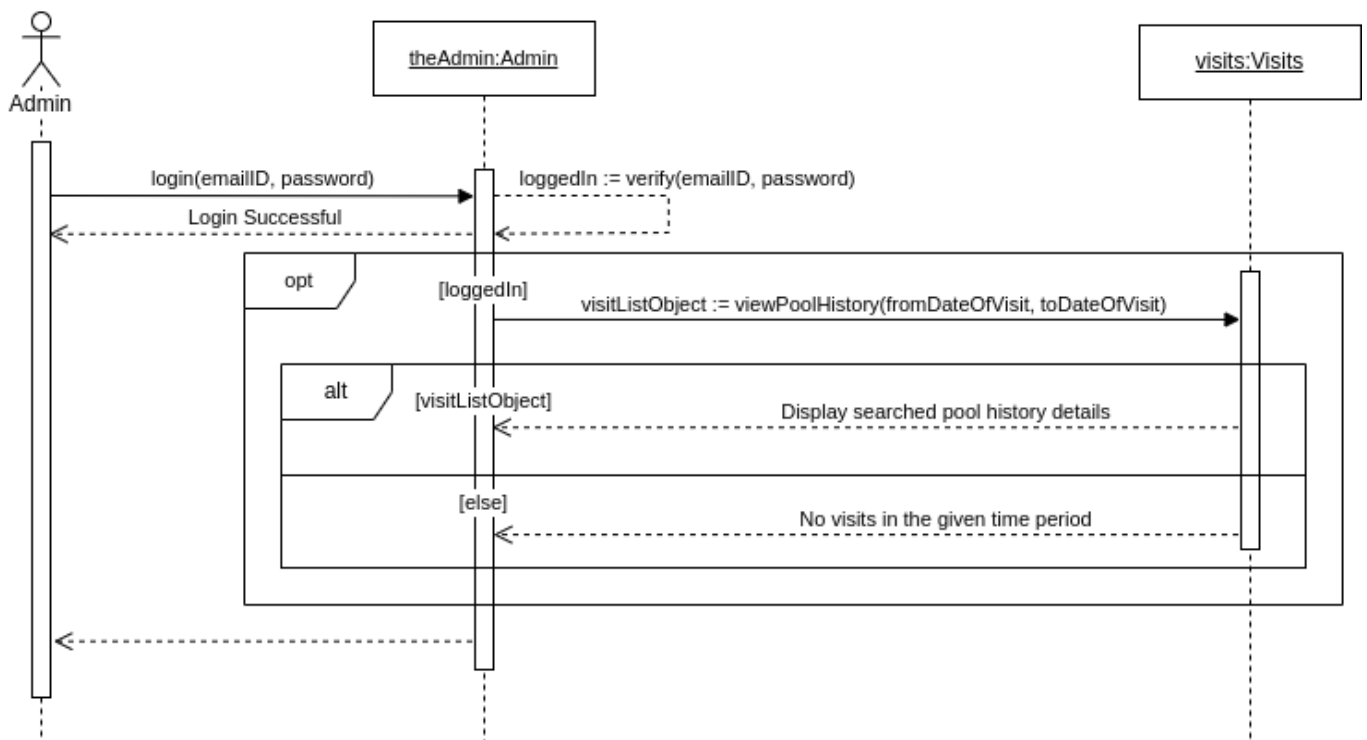 theAdmin:Admin
visits:Visits
Admin
login(emailID, password)
loggedIn := verify(emailID, password)
Login Successful
opt
[loggedIn]
visitListObject := viewPoolHistory(fromDateOfVisit, toDateOfVisit)
alt
[visitListObject]
Display searched pool history details
[else]
No visits in the given time period